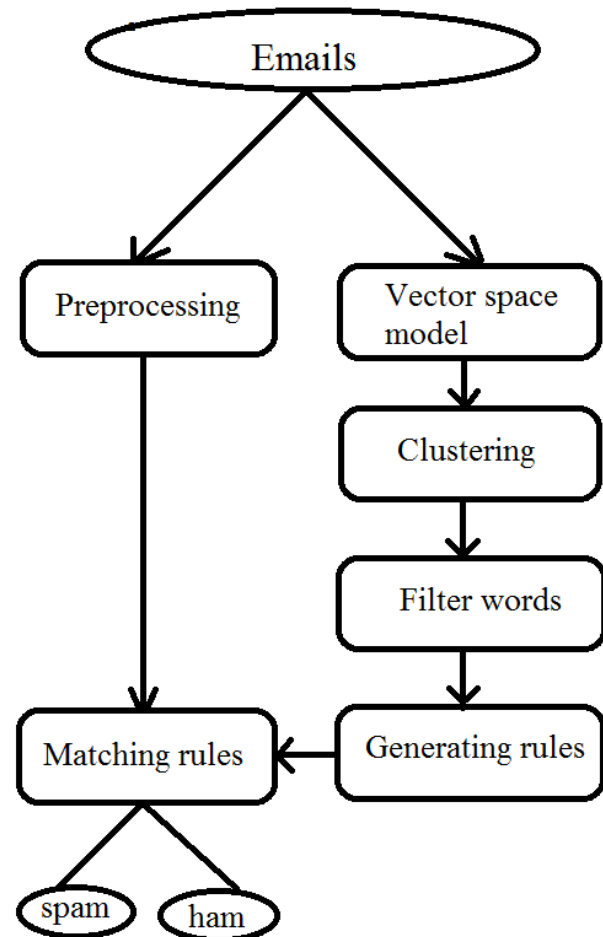 Emails
Preprocessing
Vector space
model
Clustering
Filter words
Matching rules
Generating rules
spam
ham